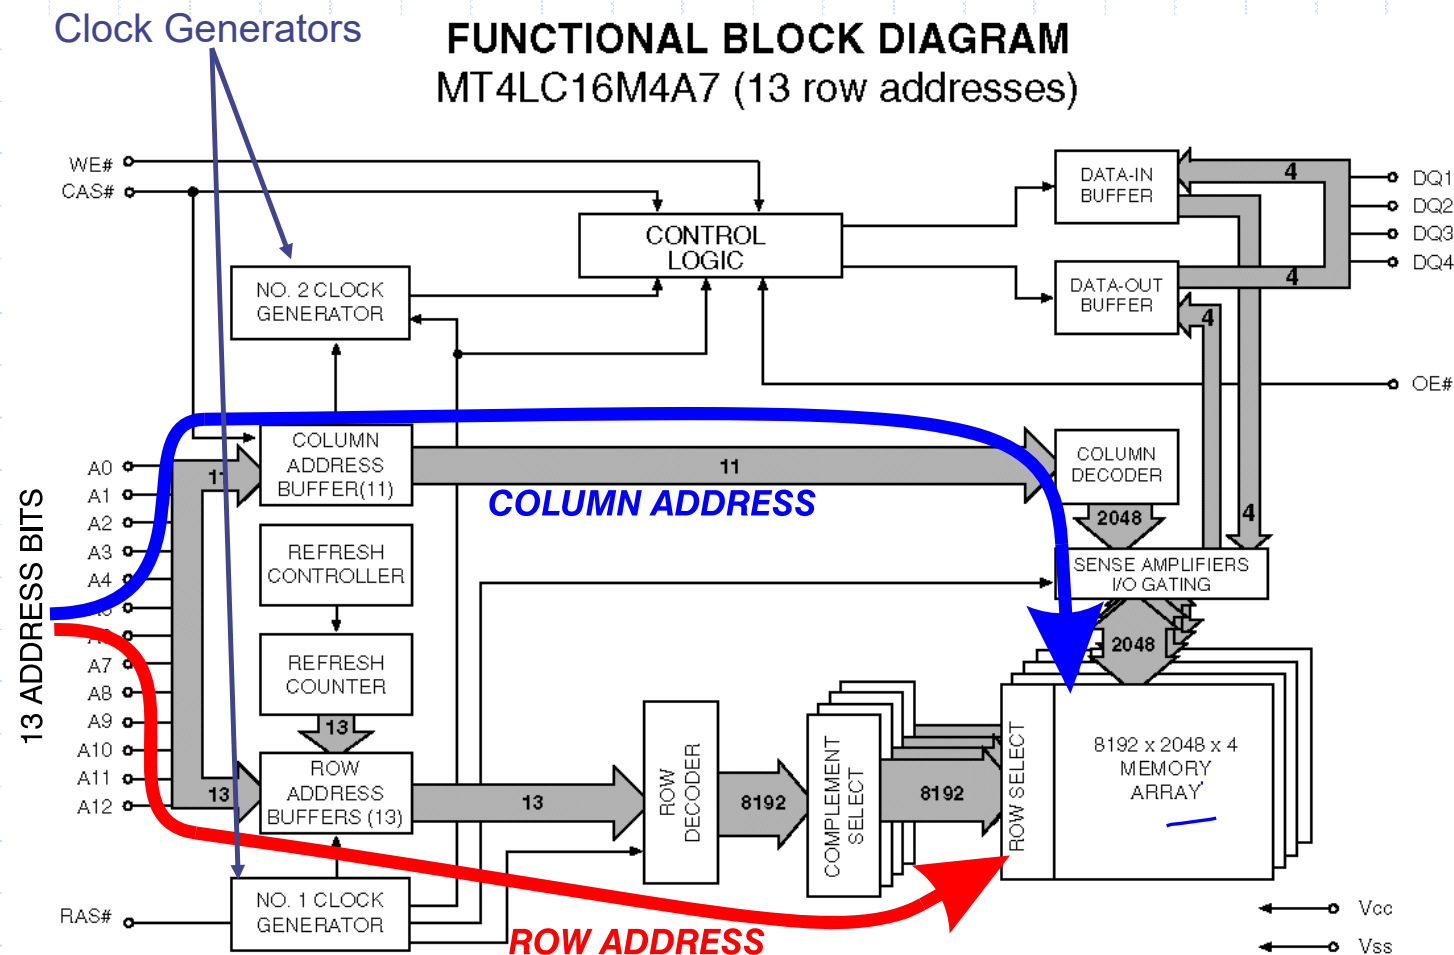 Clock Generators
FUNCTIONAL BLOCK DIAGRAM
MT4LC16M4A7 (13 row addresses)
WE#
CAS#
CONTROL
LOGIC
DATA-IN
BUFFER
4
DQ1
DQ2
DQ3
DQ4
NO. 2 CLOCK
GENERATOR
DATA-OUT
BUFFER
4
4
OE#
COLUMN
ADDRESS
BUFFER(11)
11
11
COLUMN ADDRESS
COLUMN
DECODER
2048
4
SENSE AMPLIFIERS
I/O GATING
2048
13 ADDRESS BITS
A0
A1
A2
A3
A4
A7
A8
A9
A10
A11
A12
REFRESH
CONTROLLER
REFRESH
COUNTER
13
ROW
ADDRESS
BUFFERS (13)
13
13
ROW
DECODER
8192
COMPLEMENT
SELECT
8192
ROW SELECT
8192 x 2048 x 4
MEMORY
ARRAY
RAS#
NO. 1 CLOCK
GENERATOR
ROW ADDRESS
Vcc
Vss